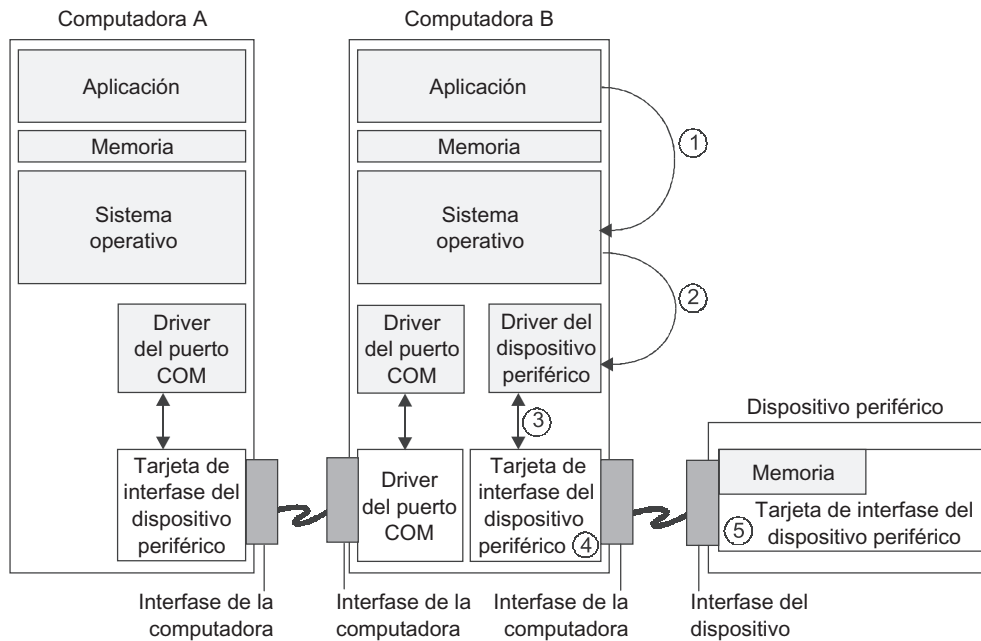 Computadora A
Aplicación
Memoria
Sistema
operativo
Driver
del puerto
COM
Tarjeta de
interfase del
dispositivo
periférico
Interfase de la
computadora
Computadora B
Aplicación
Memoria
Sistema
operativo
1
2
Driver
del puerto
COM
Driver del
dispositivo
periférico
3
Driver
del puerto
COM
Tarjeta de
interfase del
dispositivo
periférico 4
Interfase de la
computadora
Interfase de la
computadora
Dispositivo periférico
Memoria
Tarjeta de interfase del
dispositivo periférico
5
Interfase del
dispositivo